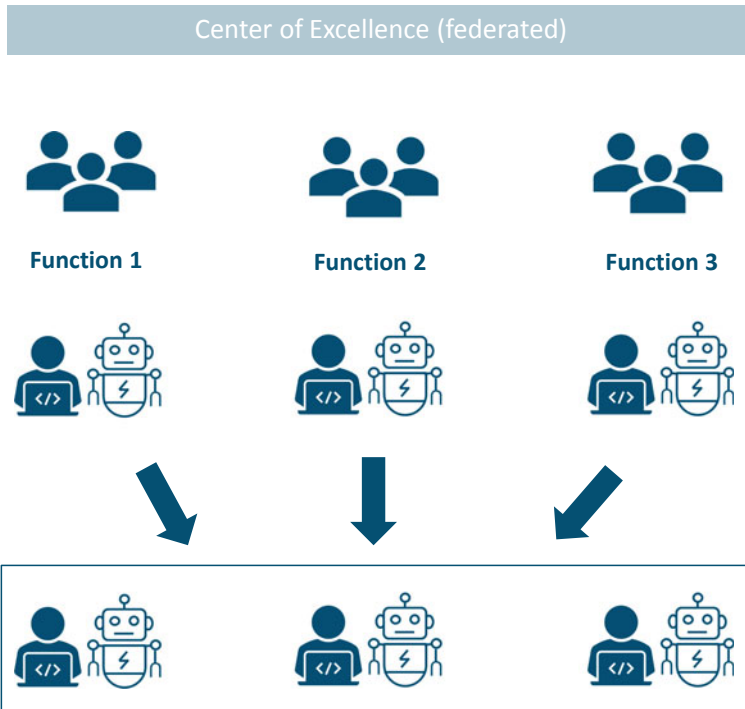 Center of Excellence (federated)
Function 1
Function 2
Function 3
</>
</>
</>
</>
</>
</>